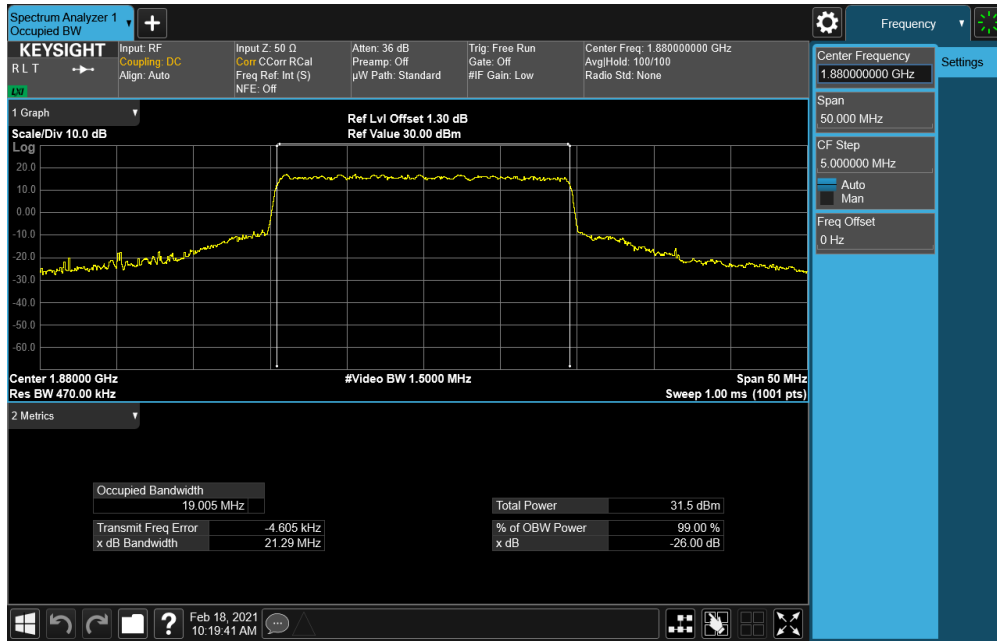 Spectrum Analyzer 1
Occupied BW
+
Frequency
KEYSIGHT
R L T
LXI
Input: RF
Coupling: DC
Align: Auto
Input Z: 50 Ω
Corr CCorr RCal
Freq Ref: Int (S)
NFE: Off
Atten: 36 dB
Preamp: Off
µW Path: Standard
Trig: Free Run
Gate: Off
#IF Gain: Low
Center Freq: 1.880000000 GHz
Avg|Hold: 100/100
Radio Std: None
Center Frequency
1.880000000 GHz
Settings
Span
50.000 MHz
CF Step
5.000000 MHz
Auto
Man
Freq Offset
0 Hz
1 Graph
Scale/Div 10.0 dB
Ref Lvl Offset 1.30 dB
Ref Value 30.00 dBm
Log
20.0
10.0
0.00
-10.0
-20.0
-30.0
-40.0
-50.0
-60.0
Center 1.88000 GHz
#Video BW 1.5000 MHz
Span 50 MHz
Res BW 470.00 kHz
Sweep 1.00 ms (1001 pts)
2 Metrics
Occupied Bandwidth
19.005 MHz
Total Power 31.5 dBm
Transmit Freq Error -4.605 kHz
% of OBW Power 99.00 %
x dB Bandwidth 21.29 MHz
x dB -26.00 dB
?
Feb 18, 2021
10:19:41 AM